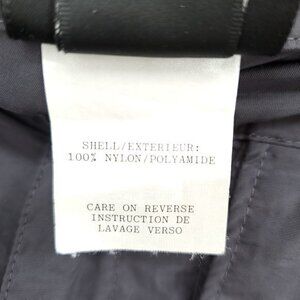 SHELL/EXTERIEUR:
100% NYLON/POLYAMIDE
CARE ON REVERSE
INSTRUCTION DE
LAVAGE VERSO